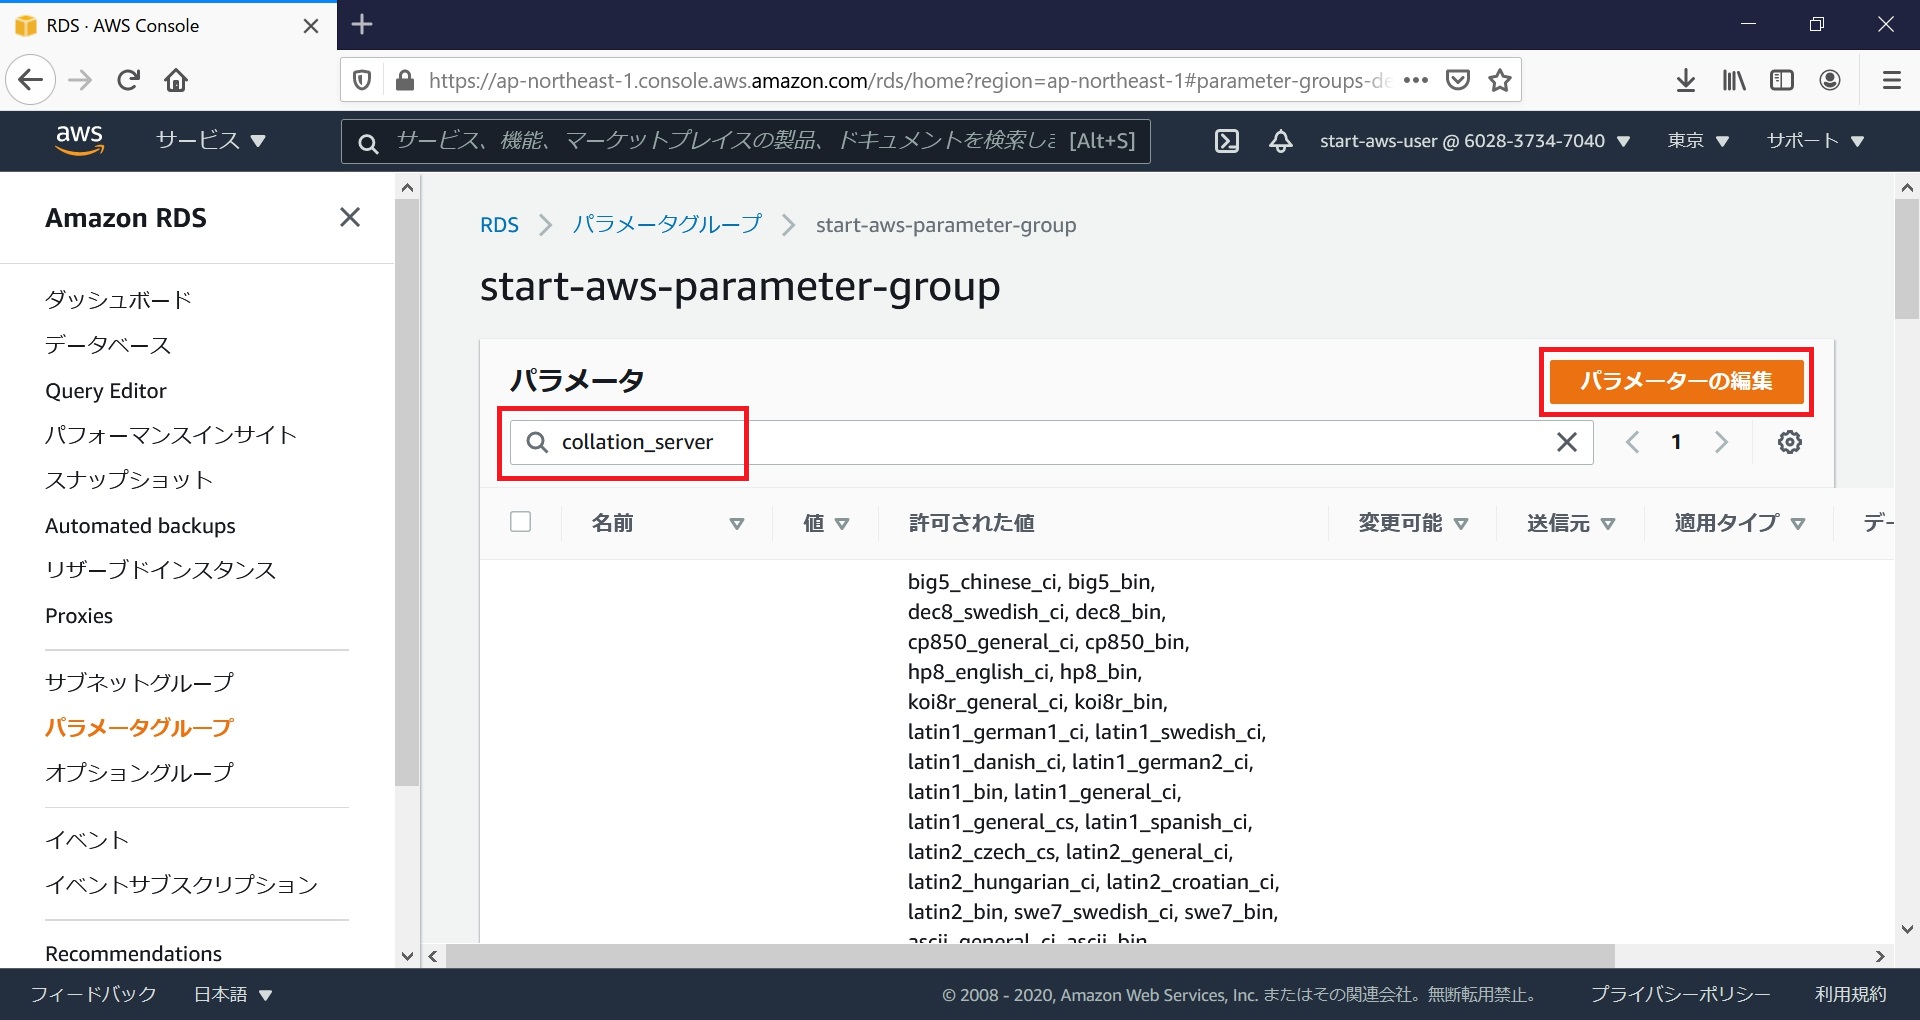 RDS · AWS Console
https://ap-northeast-1.console.aws.amazon.com/rds/home?region=ap-northeast-1#parameter-groups-de
aws
サービス
サービス、機能、マーケットプレイスの製品、ドキュメントを検索しま [Alt+S]
start-aws-user @ 6028-3734-7040
東京
サポート
Amazon RDS
ダッシュボード
データベース
Query Editor
パフォーマンスインサイト
スナップショット
Automated backups
リザーブドインスタンス
Proxies
サブネットグループ
パラメータグループ
オプショングループ
イベント
イベントサブスクリプション
Recommendations
RDS
パラメータグループ
start-aws-parameter-group
start-aws-parameter-group
パラメータ
パラメーターの編集
collation_server
1
名前
値
許可された値
変更可能
送信元
適用タイプ
デー
big5_chinese_ci, big5_bin,
dec8_swedish_ci, dec8_bin,
cp850_general_ci, cp850_bin,
hp8_english_ci, hp8_bin,
koi8r_general_ci, koi8r_bin,
latin1_german1_ci, latin1_swedish_ci,
latin1_danish_ci, latin1_german2_ci,
latin1_bin, latin1_general_ci,
latin1_general_cs, latin1_spanish_ci,
latin2_czech_cs, latin2_general_ci,
latin2_hungarian_ci, latin2_croatian_ci,
latin2_bin, swe7_swedish_ci, swe7_bin,
ascii_general_ci, ascii_bin
フィードバック
日本語
© 2008 - 2020, Amazon Web Services, Inc. またはその関連会社。無断転用禁止。
プライバシーポリシー
利用規約